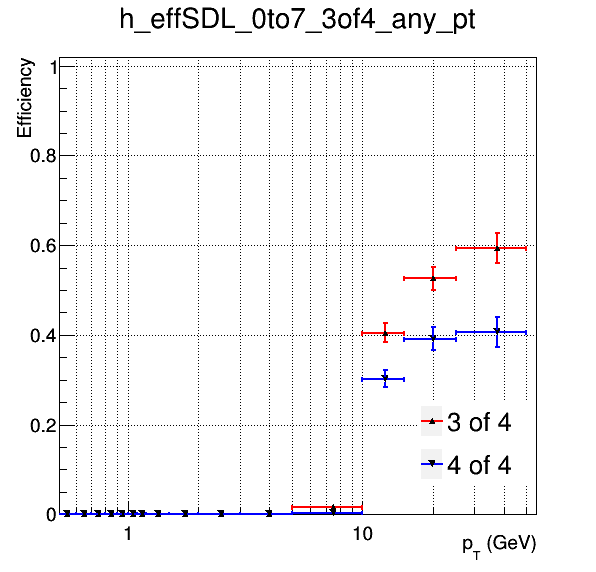 h_effSDL_0to7_3of4_any_pt
Efficiency
1
0.8
0.6
0.4
0.2
0
3 of 4
4 of 4
1 10
p_T (GeV)